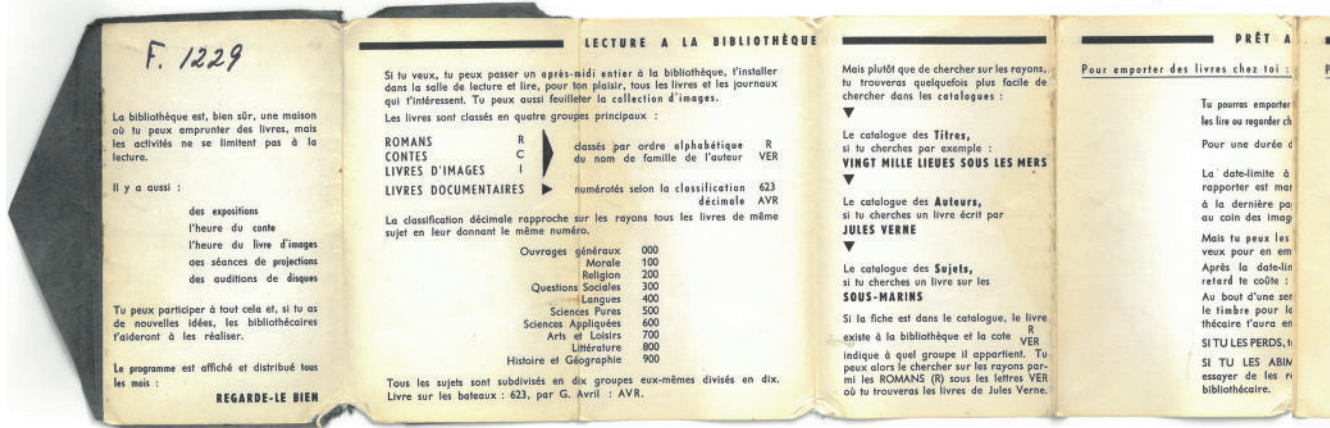 F. 1229
La bibliothèque est, bien sûr, une maison
où tu peux emprunter des livres, mais
les activités ne se limitent pas à la
lecture.
Il y a aussi :
des expositions
l'heure du conte
l'heure du livre d'images
des séances de projections
des auditions de disques
Tu peux participer à tout cela et, si tu as
de nouvelles idées, les bibliothécaires
t'aideront à les réaliser.
Le programme est affiché et distribué tous
les mois :
REGARDE-LE BIEN
LECTURE A LA BIBLIOTHÈQUE
Si tu veux, tu peux passer un après-midi entier à la bibliothèque, t'installer
dans la salle de lecture et lire, pour ton plaisir, tous les livres et les journaux
qui t'intéressent. Tu peux aussi feuilleter la collection d'images.
Les livres sont classés en quatre groupes principaux :
ROMANS R
CONTES C
LIVRES D'IMAGES I
classés par ordre alphabétique R
du nom de famille de l'auteur VER
LIVRES DOCUMENTAIRES ► numérotés selon la classification 623
décimale AVR
La classification décimale rapproche sur les rayons tous les livres de même
sujet en leur donnant le même numéro.
Ouvrages généraux 000
Morale 100
Religion 200
Questions Sociales 300
Langues 400
Sciences Pures 500
Sciences Appliquées 600
Arts et Loisirs 700
Littérature 800
Histoire et Géographie 900
Tous les sujets sont subdivisés en dix groupes eux-mêmes divisés en dix.
Livre sur les bateaux : 623, par G. Avril : AVR.
Mais plutôt que de chercher sur les rayons,
tu trouveras quelquefois plus facile de
chercher dans les catalogues :
▼
Le catalogue des Titres,
si tu cherches par exemple :
VINGT MILLE LIEUES SOUS LES MERS
▼
Le catalogue des Auteurs,
si tu cherches un livre écrit par
JULES VERNE
▼
Le catalogue des Sujets,
si tu cherches un livre sur les
SOUS-MARINS
Si la fiche est dans le catalogue, le livre
existe à la bibliothèque et la cote R VER
indique à quel groupe il appartient. Tu
peux alors le chercher sur les rayons par-
mi les ROMANS (R) sous les lettres VER
où tu trouveras les livres de Jules Verne.
PRÊT A
Pour emporter des livres chez toi :
Tu pourras emporter
les lire ou regarder ch
Pour une durée d
La date-limite à
rapporter est mar
à la dernière pa
au coin des imag
Mais tu peux les
veux pour en em
Après la date-lim
retard te coûte :
Au bout d'une se
le timbre pour l
thécaire t'aura en
SI TU LES PERDS, t
SI TU LES ABIM
essayer de les r
bibliothécaire.